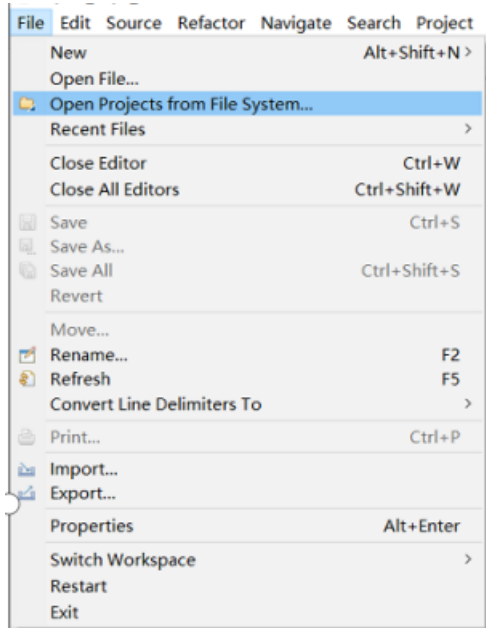 File Edit Source Refactor Navigate Search Project
New Alt+Shift+N >
Open File...
Open Projects from File System...
Recent Files >
Close Editor Ctrl+W
Close All Editors Ctrl+Shift+W
Save Ctrl+S
Save As...
Save All Ctrl+Shift+S
Revert
Move...
Rename... F2
Refresh F5
Convert Line Delimiters To >
Print... Ctrl+P
Import...
Export...
Properties Alt+Enter
Switch Workspace >
Restart
Exit